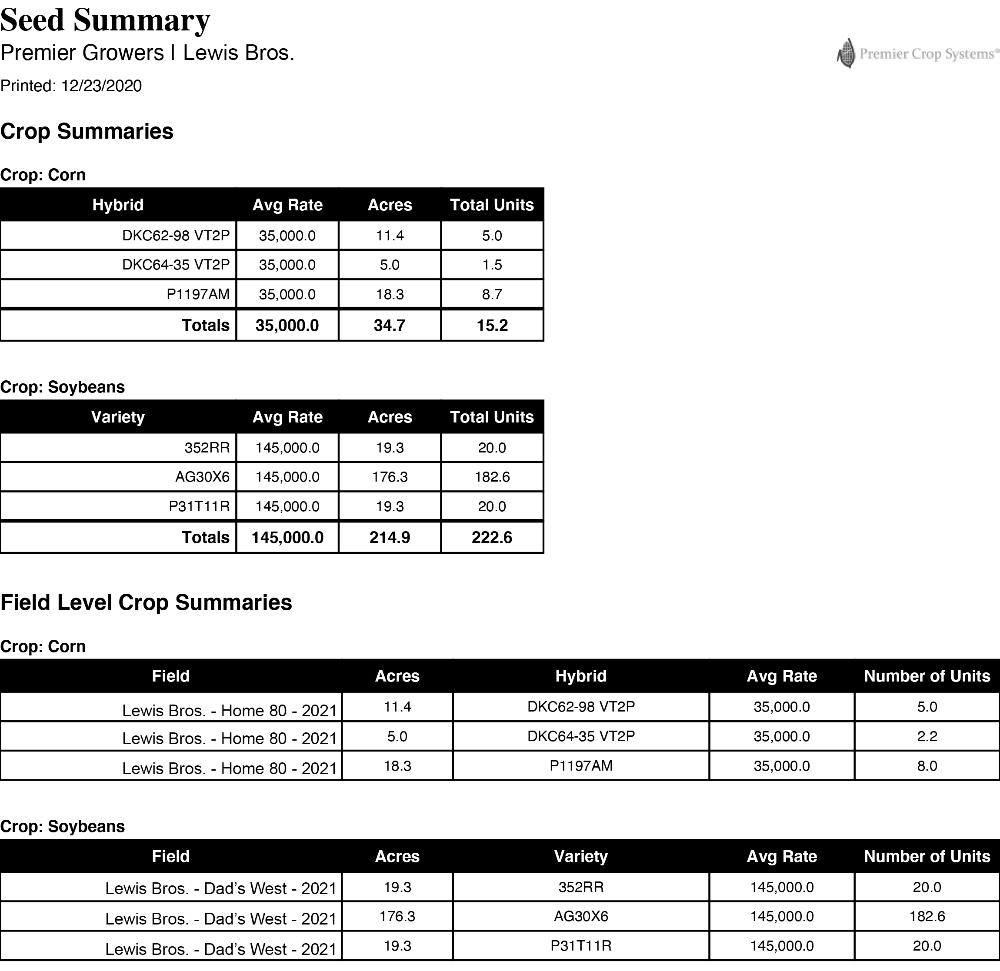 Seed Summary
Premier Growers | Lewis Bros.
Premier Crop Systems®
Printed: 12/23/2020
Crop Summaries
Crop: Corn
Hybrid Avg Rate Acres Total Units
DKC62-98 VT2P 35,000.0 11.4 5.0
DKC64-35 VT2P 35,000.0 5.0 1.5
P1197AM 35,000.0 18.3 8.7
Totals 35,000.0 34.7 15.2
Crop: Soybeans
Variety Avg Rate Acres Total Units
352RR 145,000.0 19.3 20.0
AG30X6 145,000.0 176.3 182.6
P31T11R 145,000.0 19.3 20.0
Totals 145,000.0 214.9 222.6
Field Level Crop Summaries
Crop: Corn
Field Acres Hybrid Avg Rate Number of Units
Lewis Bros. - Home 80 - 2021 11.4 DKC62-98 VT2P 35,000.0 5.0
Lewis Bros. - Home 80 - 2021 5.0 DKC64-35 VT2P 35,000.0 2.2
Lewis Bros. - Home 80 - 2021 18.3 P1197AM 35,000.0 8.0
Crop: Soybeans
Field Acres Variety Avg Rate Number of Units
Lewis Bros. - Dad’s West - 2021 19.3 352RR 145,000.0 20.0
Lewis Bros. - Dad’s West - 2021 176.3 AG30X6 145,000.0 182.6
Lewis Bros. - Dad’s West - 2021 19.3 P31T11R 145,000.0 20.0